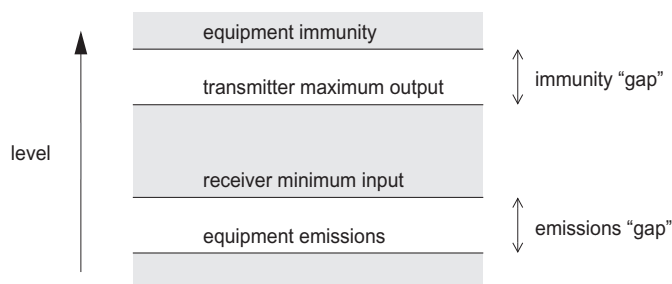 equipment immunity
transmitter maximum output
immunity “gap”
level
receiver minimum input
equipment emissions
emissions “gap”